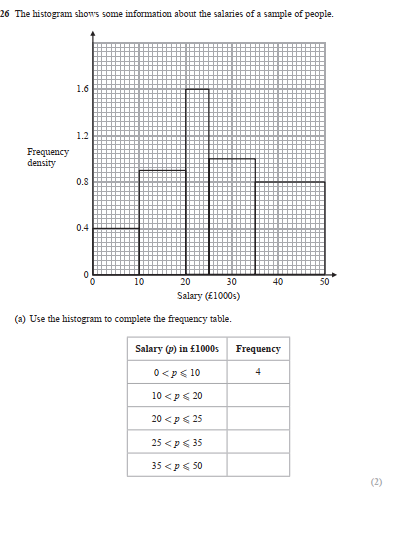 26 The histogram shows some information about the salaries of a sample of people.
1.6
1.2
Frequency
density
0.8
0.4
0
0 10 20 30 40 50
Salary (£1000s)
(a) Use the histogram to complete the frequency table.
Salary (p) in £1000s Frequency
0 < p ⩽ 10 4
10 < p ⩽ 20
20 < p ⩽ 25
25 < p ⩽ 35
35 < p ⩽ 50
(2)